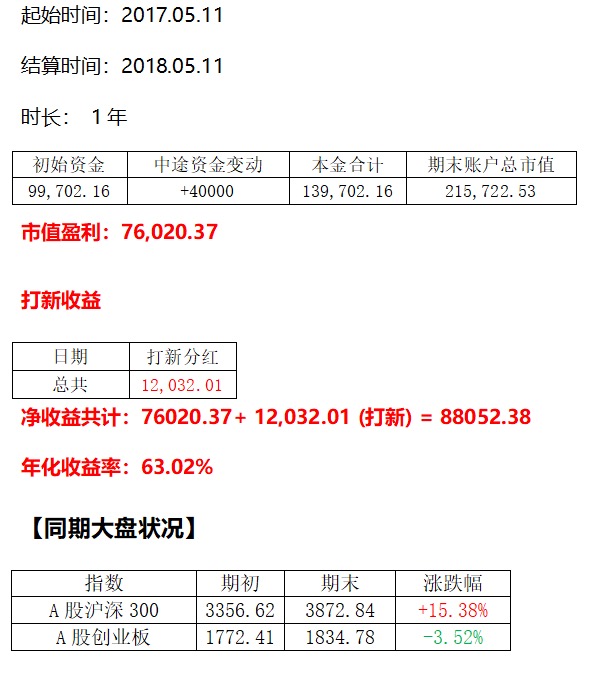 起始时间：2017.05.11
结算时间：2018.05.11
时长： 1 年
初始资金 中途资金变动 本金合计 期末账户总市值
99,702.16 +40000 139,702.16 215,722.53
市值盈利：76,020.37
打新收益
日期 打新分红
总共 12,032.01
净收益共计：76020.37+ 12,032.01 (打新) = 88052.38
年化收益率：63.02%
【同期大盘状况】
指数 期初 期末 涨跌幅
A 股沪深 300 3356.62 3872.84 +15.38%
A 股创业板 1772.41 1834.78 -3.52%